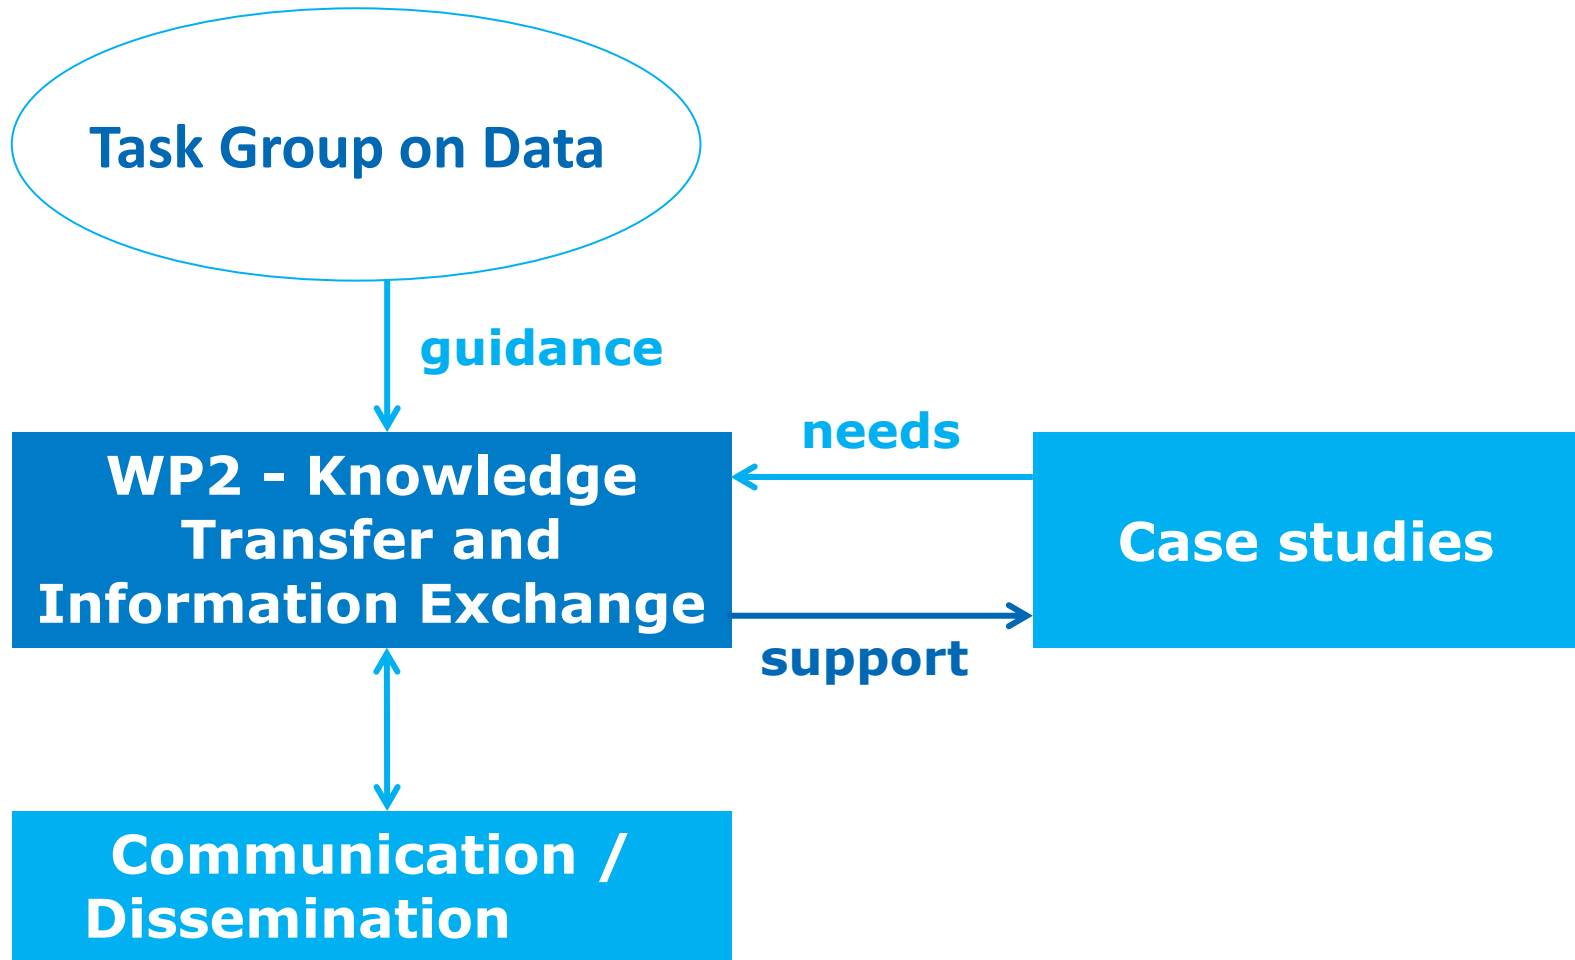 Task Group on Data
guidance
needs
WP2 - Knowledge
Transfer and
Information Exchange
Case studies
support
Communication /
Dissemination